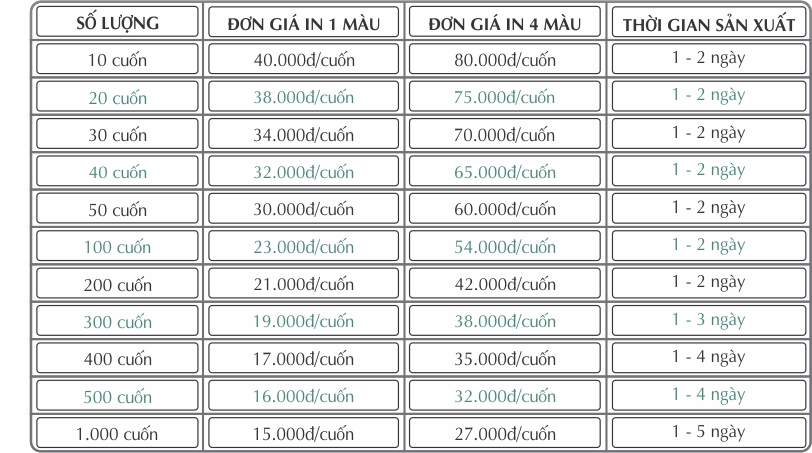 SỐ LƯỢNG ĐƠN GIÁ IN 1 MÀU ĐƠN GIÁ IN 4 MÀU THỜI GIAN SẢN XUẤT
10 cuốn 40.000đ/cuốn 80.000đ/cuốn 1 - 2 ngày
20 cuốn 38.000đ/cuốn 75.000đ/cuốn 1 - 2 ngày
30 cuốn 34.000đ/cuốn 70.000đ/cuốn 1 - 2 ngày
40 cuốn 32.000đ/cuốn 65.000đ/cuốn 1 - 2 ngày
50 cuốn 30.000đ/cuốn 60.000đ/cuốn 1 - 2 ngày
100 cuốn 23.000đ/cuốn 54.000đ/cuốn 1 - 2 ngày
200 cuốn 21.000đ/cuốn 42.000đ/cuốn 1 - 2 ngày
300 cuốn 19.000đ/cuốn 38.000đ/cuốn 1 - 3 ngày
400 cuốn 17.000đ/cuốn 35.000đ/cuốn 1 - 4 ngày
500 cuốn 16.000đ/cuốn 32.000đ/cuốn 1 - 4 ngày
1.000 cuốn 15.000đ/cuốn 27.000đ/cuốn 1 - 5 ngày